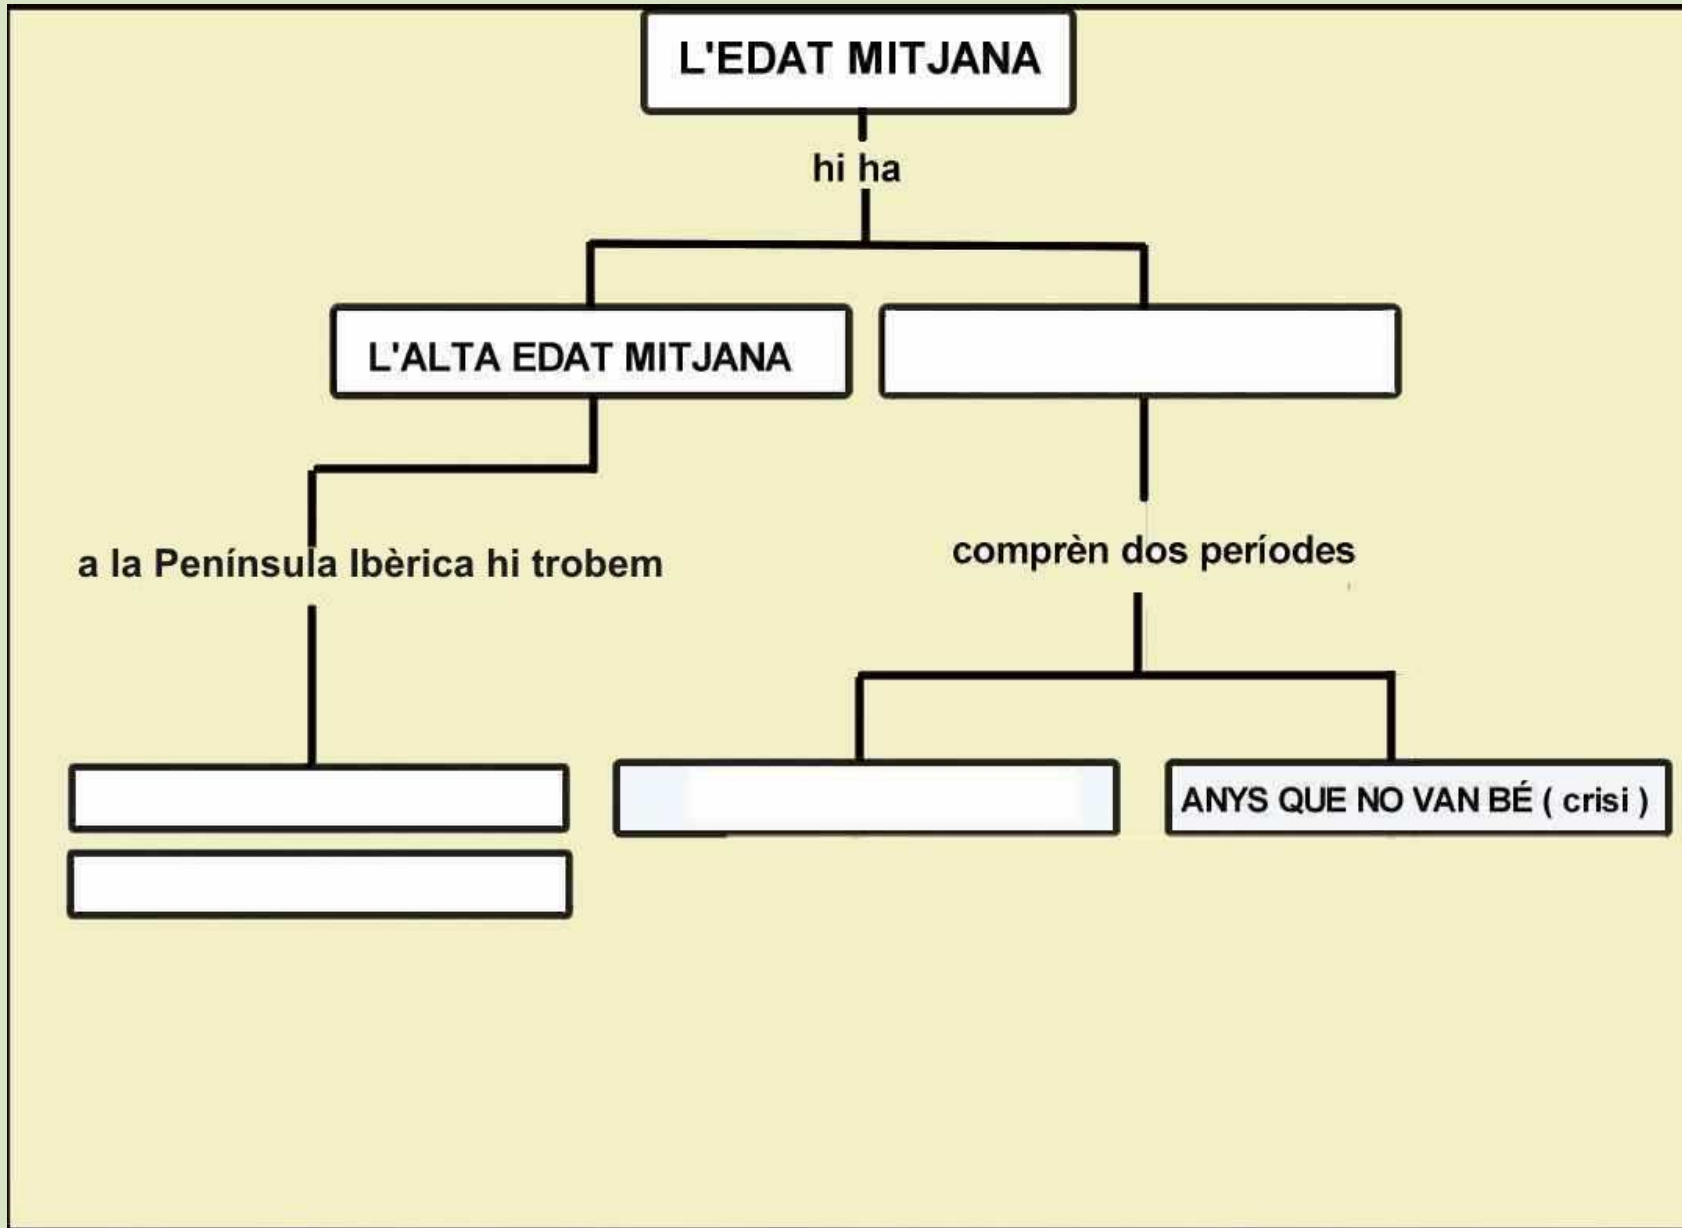 L'EDAT MITJANA
hi ha
L'ALTA EDAT MITJANA
a la Península Ibèrica hi trobem
comprèn dos períodes
ANYS QUE NO VAN BÉ ( crisi )